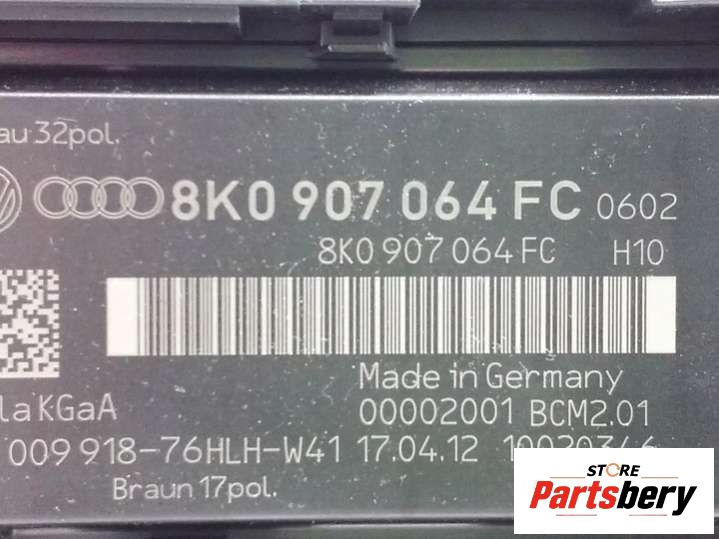 au 32pol.
8K0 907 064 FC 0602
8K0 907 064 FC H10
Made in Germany
la KGaA
00002001 BCM2.01
009 918-76HLH-W41 17.04.12
Braun 17pol.
STORE
Partsbery